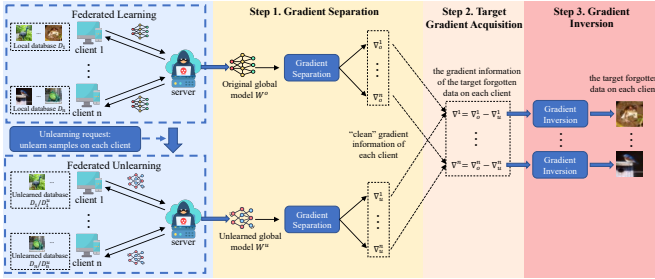 Federated Learning
Local database D₁
client 1
Local database Dₙ
client n
server
Unlearning request:
unlearn samples on each client
Federated Unlearning
Unlearned database
client 1
Unlearned database
Dₙ/Dₙᵘ
client n
server
Step 1. Gradient Separation
Original global
model Wᵒ
Gradient
Separation
∇ₒ¹
∇ₒⁿ
"clean" gradient
information of
each client
Unlearned global
model Wᵘ
Gradient
Separation
∇ᵤ¹
∇ᵤⁿ
Step 2. Target
Gradient Acquisition
the gradient information
of the target forgotten
data on each client
∇¹ = ∇ₒ¹ − ∇ᵤ¹
∇ⁿ = ∇ₒⁿ − ∇ᵤⁿ
Step 3. Gradient
Inversion
the target forgotten
data on each client
Gradient
Inversion
Gradient
Inversion